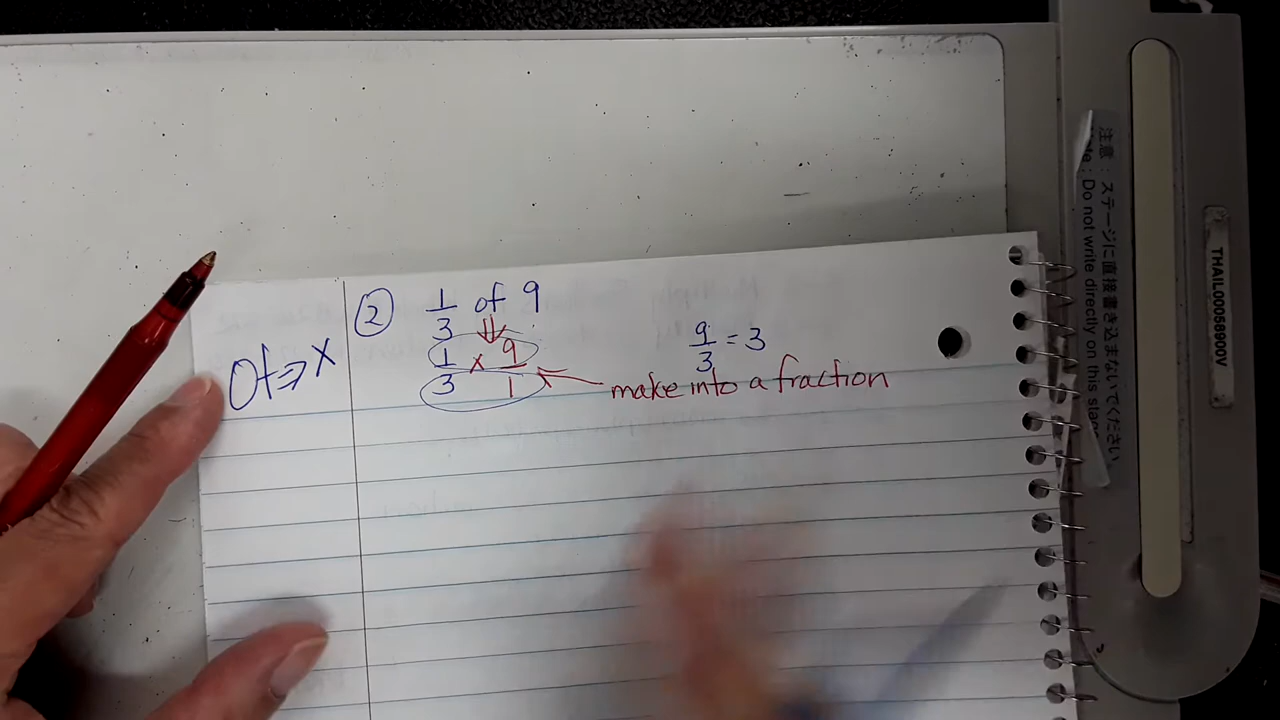 ② 1/3 of 9
⇓
Of ⇒ x
1/3 x 9/1
9/3 = 3
make into a fraction
注意：ステージに直接書き込まないでください
Note : Do not write directly on this stage
THAIL00058900V